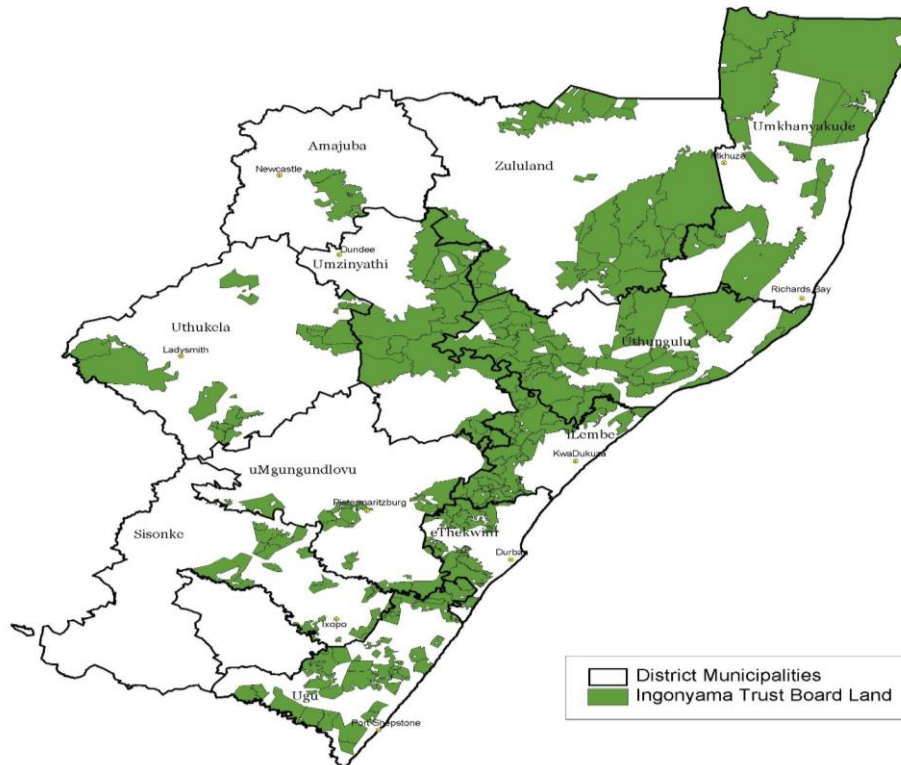 Umkhanyakude
Amajuba
Mkhuze
Zululand
Newcastle
Dundee
Umzinyathi
Richards Bay
Uthukela
Uthungulu
Ladysmith
iLembe
KwaDukuza
uMgungundlovu
Pietermaritzburg
Sisonke
eThekwini
Durban
Ixopo
District Municipalities
Ingonyama Trust Board Land
Ugu
Port Shepstone